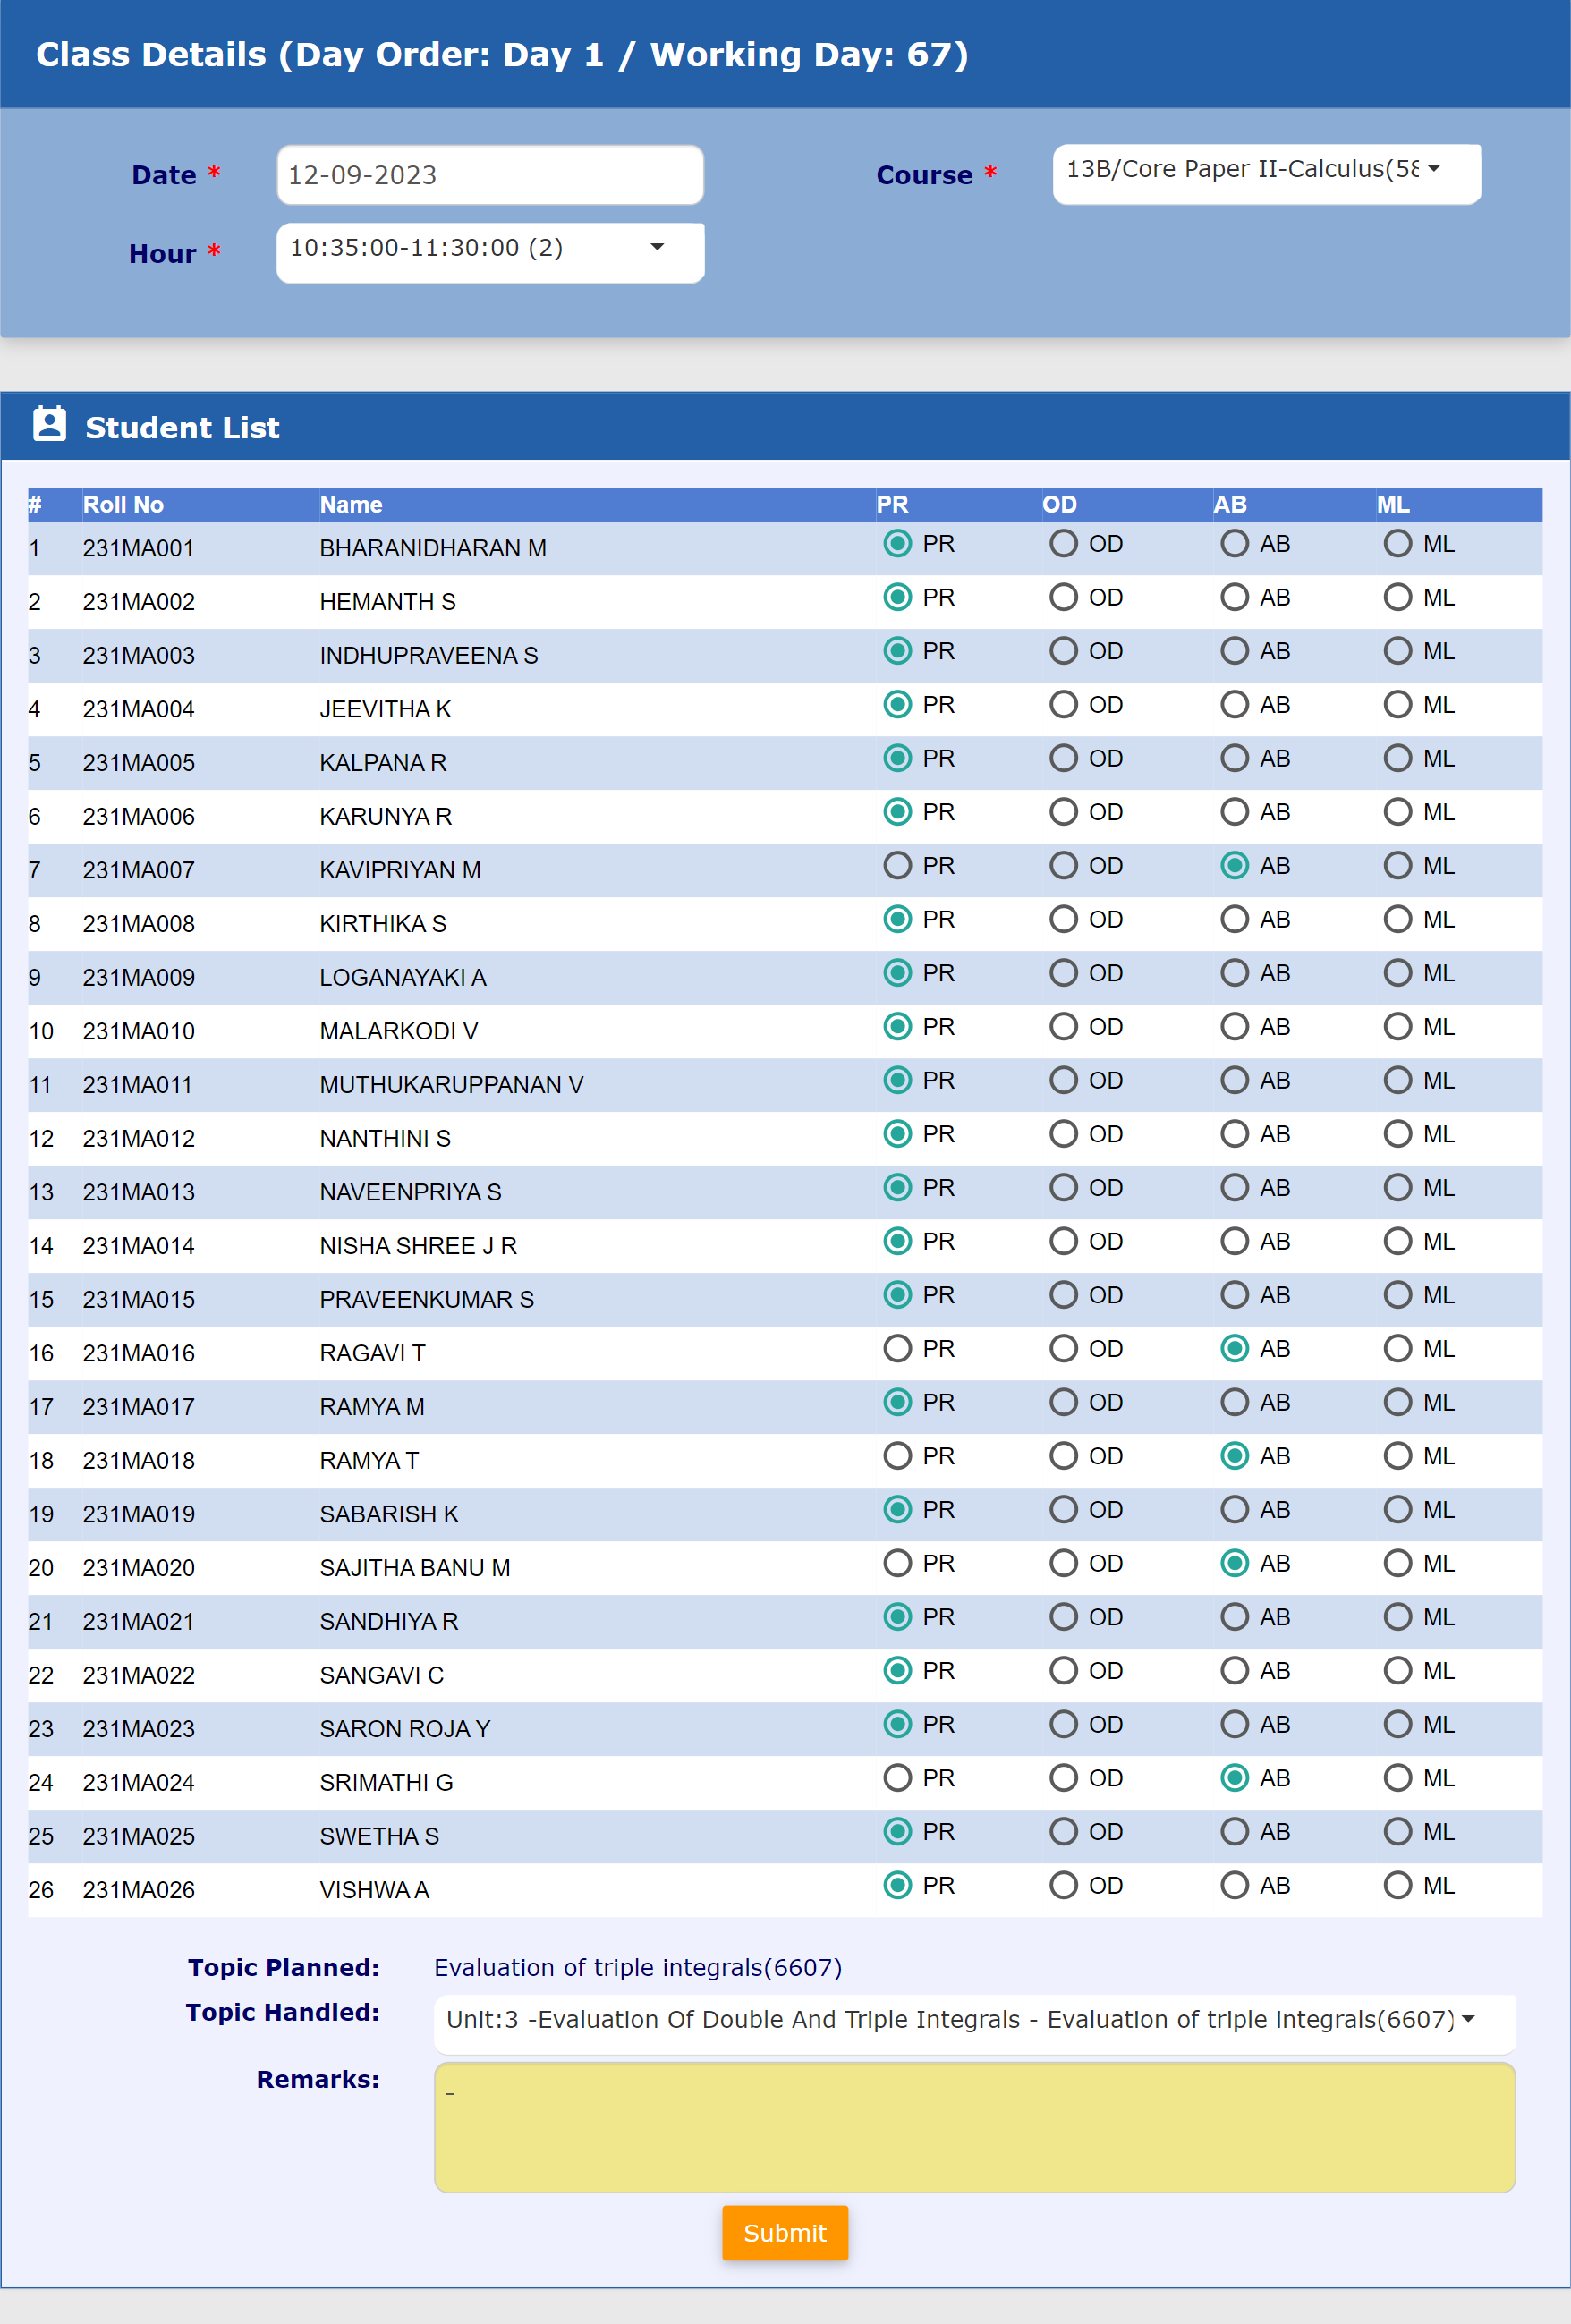 Class Details (Day Order: Day 1 / Working Day: 67)
Date * 12-09-2023 Course * 13B/Core Paper II-Calculus(58
Hour * 10:35:00-11:30:00 (2)
Student List
# Roll No Name PR OD AB ML
1 231MA001 BHARANIDHARAN M PR OD AB ML
2 231MA002 HEMANTH S PR OD AB ML
3 231MA003 INDHUPRAVEENA S PR OD AB ML
4 231MA004 JEEVITHA K PR OD AB ML
5 231MA005 KALPANA R PR OD AB ML
6 231MA006 KARUNYA R PR OD AB ML
7 231MA007 KAVIPRIYAN M PR OD AB ML
8 231MA008 KIRTHIKA S PR OD AB ML
9 231MA009 LOGANAYAKI A PR OD AB ML
10 231MA010 MALARKODI V PR OD AB ML
11 231MA011 MUTHUKARUPPANAN V PR OD AB ML
12 231MA012 NANTHINI S PR OD AB ML
13 231MA013 NAVEENPRIYA S PR OD AB ML
14 231MA014 NISHA SHREE J R PR OD AB ML
15 231MA015 PRAVEENKUMAR S PR OD AB ML
16 231MA016 RAGAVI T PR OD AB ML
17 231MA017 RAMYA M PR OD AB ML
18 231MA018 RAMYA T PR OD AB ML
19 231MA019 SABARISH K PR OD AB ML
20 231MA020 SAJITHA BANU M PR OD AB ML
21 231MA021 SANDHIYA R PR OD AB ML
22 231MA022 SANGAVI C PR OD AB ML
23 231MA023 SARON ROJA Y PR OD AB ML
24 231MA024 SRIMATHI G PR OD AB ML
25 231MA025 SWETHA S PR OD AB ML
26 231MA026 VISHWA A PR OD AB ML
Topic Planned: Evaluation of triple integrals(6607)
Topic Handled: Unit:3 -Evaluation Of Double And Triple Integrals - Evaluation of triple integrals(6607)
Remarks: -
Submit